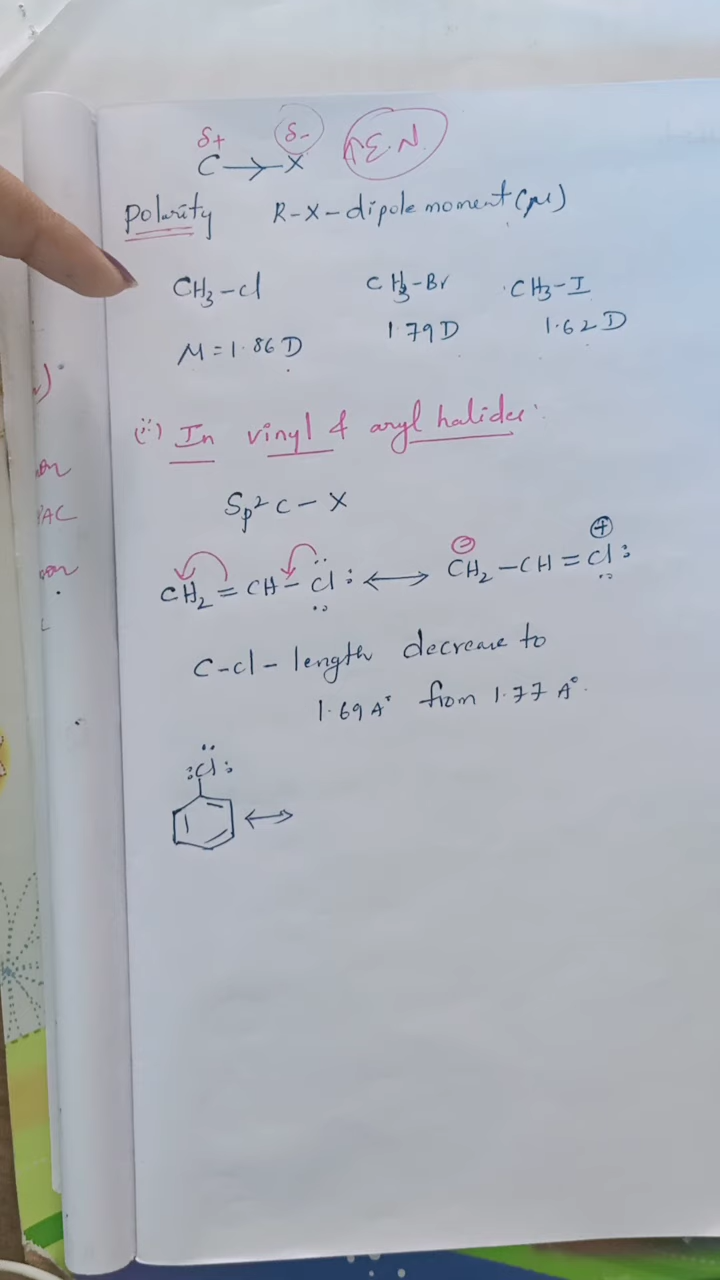 δ+ δ- ↑E.N.
C → X
Polarity R-X- dipole moment (μ)
CH₃-Cl CH₃-Br CH₃-I
M = 1.86 D 1.79 D 1.62 D
(ii) In vinyl & aryl halides:
Sp² C - X
CH₂ = CH - Cl: ⟷ CH₂ - CH = Cl:
⊖ ⊕
C-Cl- length decrease to
1.69 A° from 1.77 A°.
:Cl:
⟷